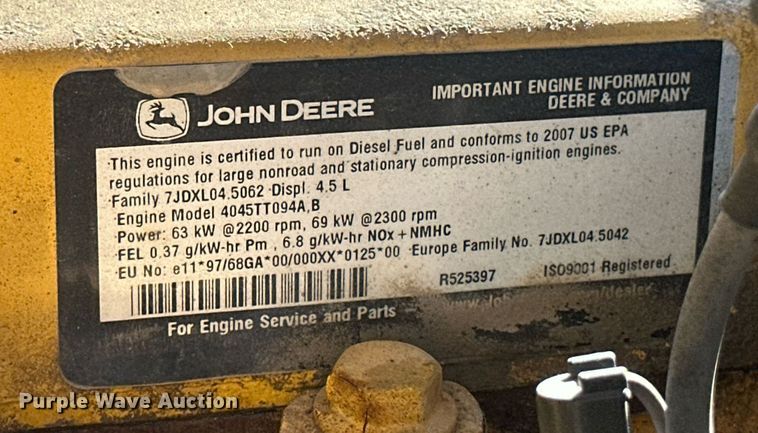 JOHN DEERE
IMPORTANT ENGINE INFORMATION
DEERE & COMPANY
This engine is certified to run on Diesel Fuel and conforms to 2007 US EPA
regulations for large nonroad and stationary compression-ignition engines.
Family 7JDXL04.5062 Displ. 4.5 L
Engine Model 4045TT094A,B
Power: 63 kW @2200 rpm, 69 kW @2300 rpm
FEL 0.37 g/kW-hr Pm , 6.8 g/kW-hr NOx + NMHC
EU No: e11*97/68GA*00/000XX*0125*00 Europe Family No. 7JDXL04.5042
R525397 ISO9001 Registered
For Engine Service and Parts
Purple Wave Auction